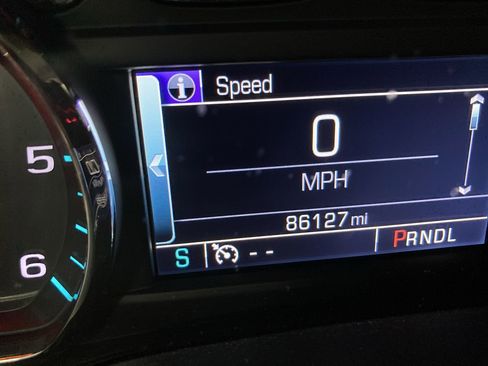 Speed
0
5
MPH
86127 mi
6
S
- -
PRNDL